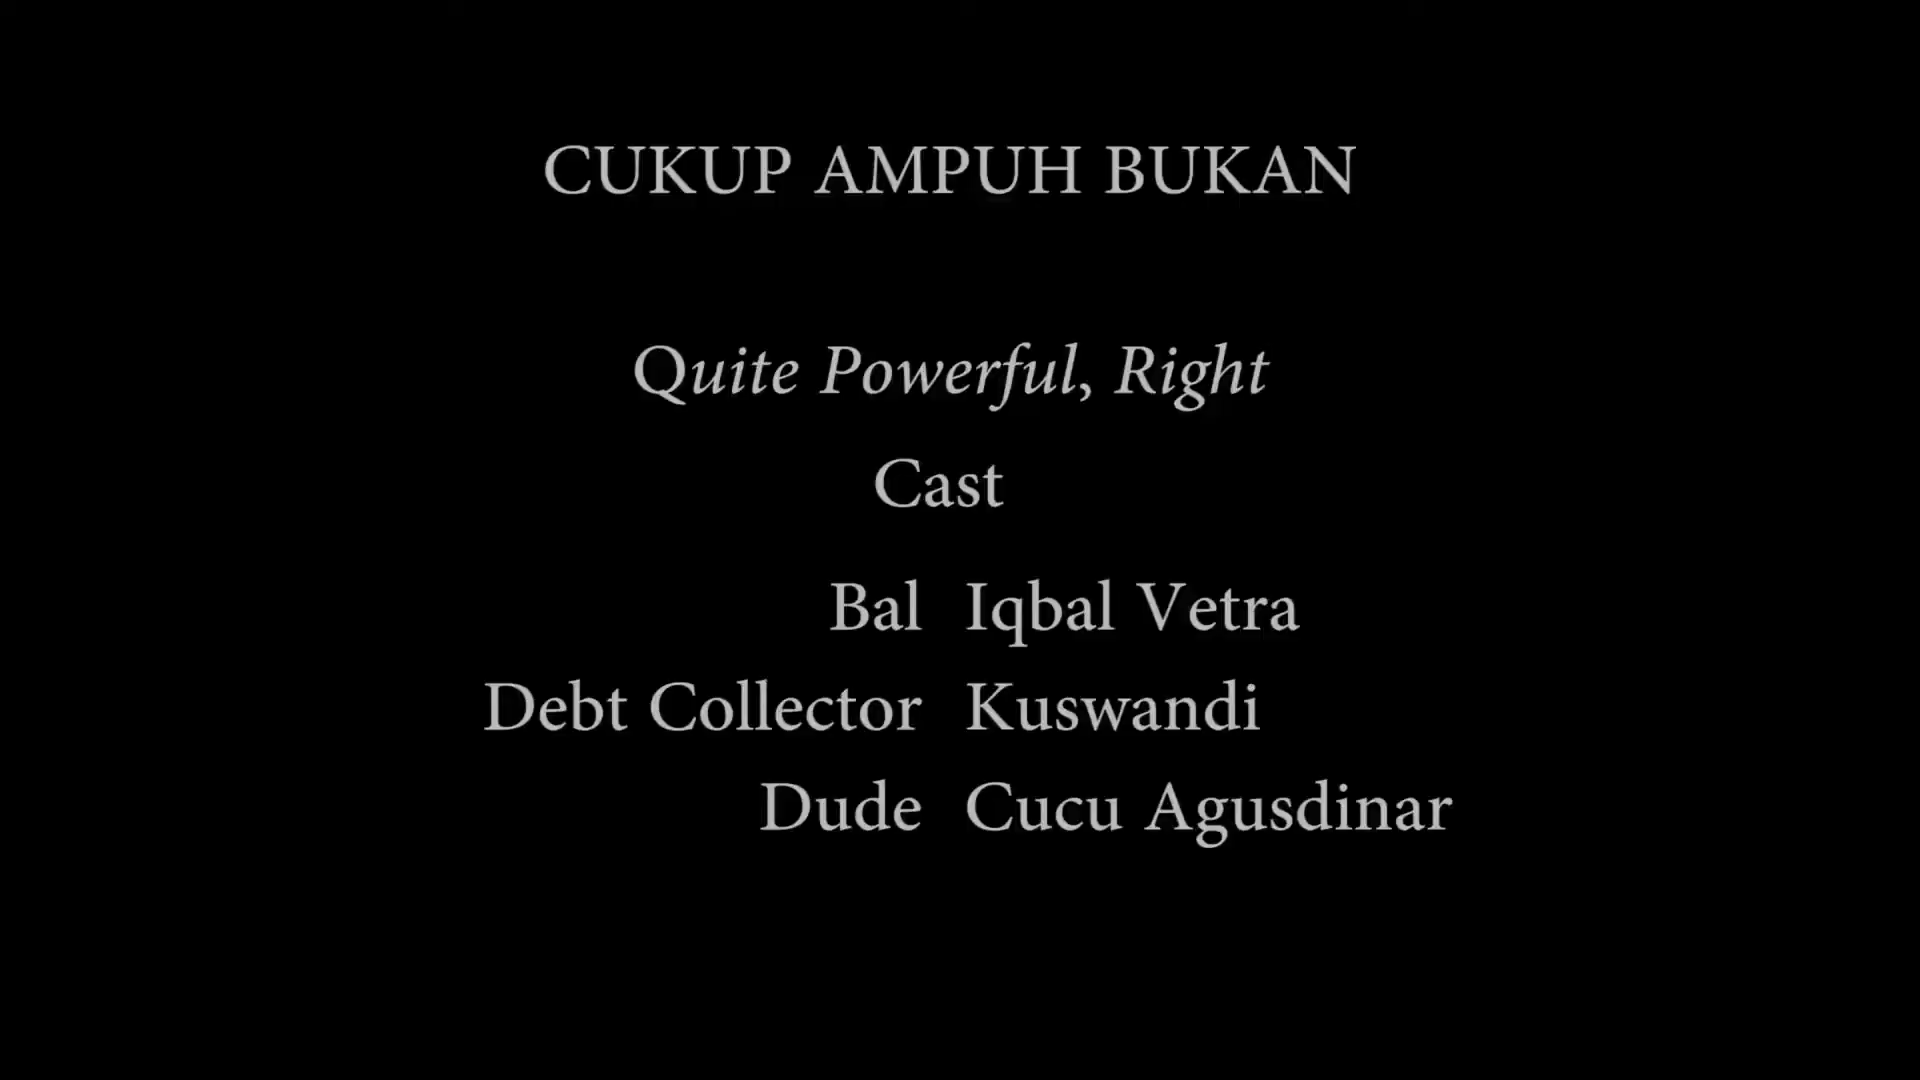 CUKUP AMPUH BUKAN
Quite Powerful, Right
Cast
Bal Iqbal Vetra
Debt Collector Kuswandi
Dude Cucu Agusdinar